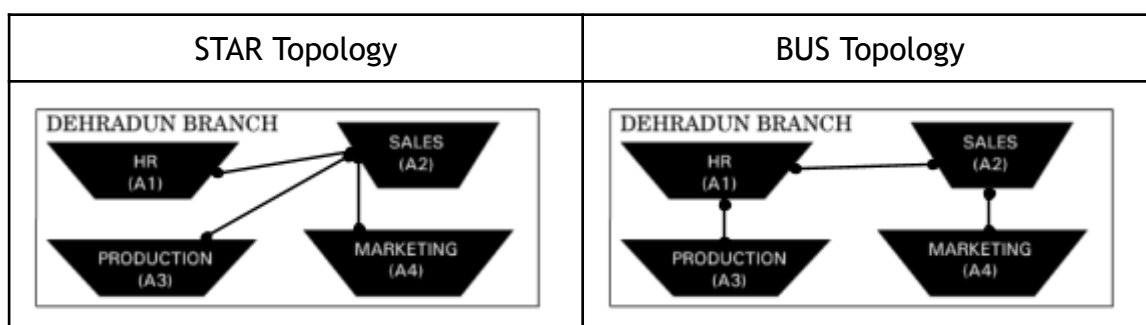 STAR Topology
BUS Topology
DEHRADUN BRANCH
HR
(A1)
SALES
(A2)
PRODUCTION
(A3)
MARKETING
(A4)
DEHRADUN BRANCH
HR
(A1)
SALES
(A2)
PRODUCTION
(A3)
MARKETING
(A4)